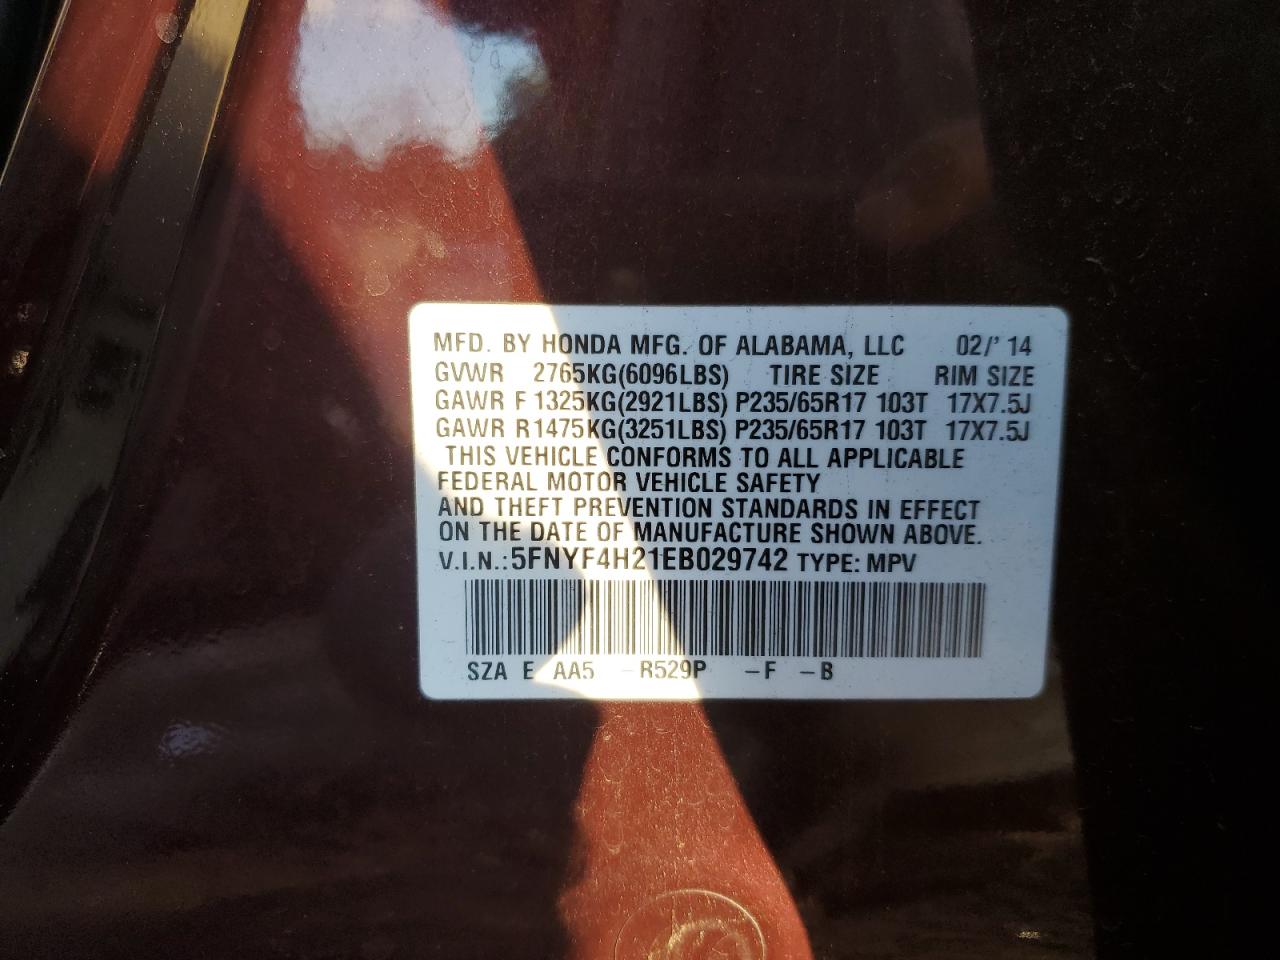 MFD. BY HONDA MFG. OF ALABAMA, LLC 02/'14
GVWR 2765KG(6096LBS) TIRE SIZE RIM SIZE
GAWR F 1325KG(2921LBS) P235/65R17 103T 17X7.5J
GAWR R1475KG(3251LBS) P235/65R17 103T 17X7.5J
THIS VEHICLE CONFORMS TO ALL APPLICABLE
FEDERAL MOTOR VEHICLE SAFETY
AND THEFT PREVENTION STANDARDS IN EFFECT
ON THE DATE OF MANUFACTURE SHOWN ABOVE.
V.I.N.: 5FNYF4H21EB029742 TYPE: MPV
SZA E AA5 –R529P –F –B